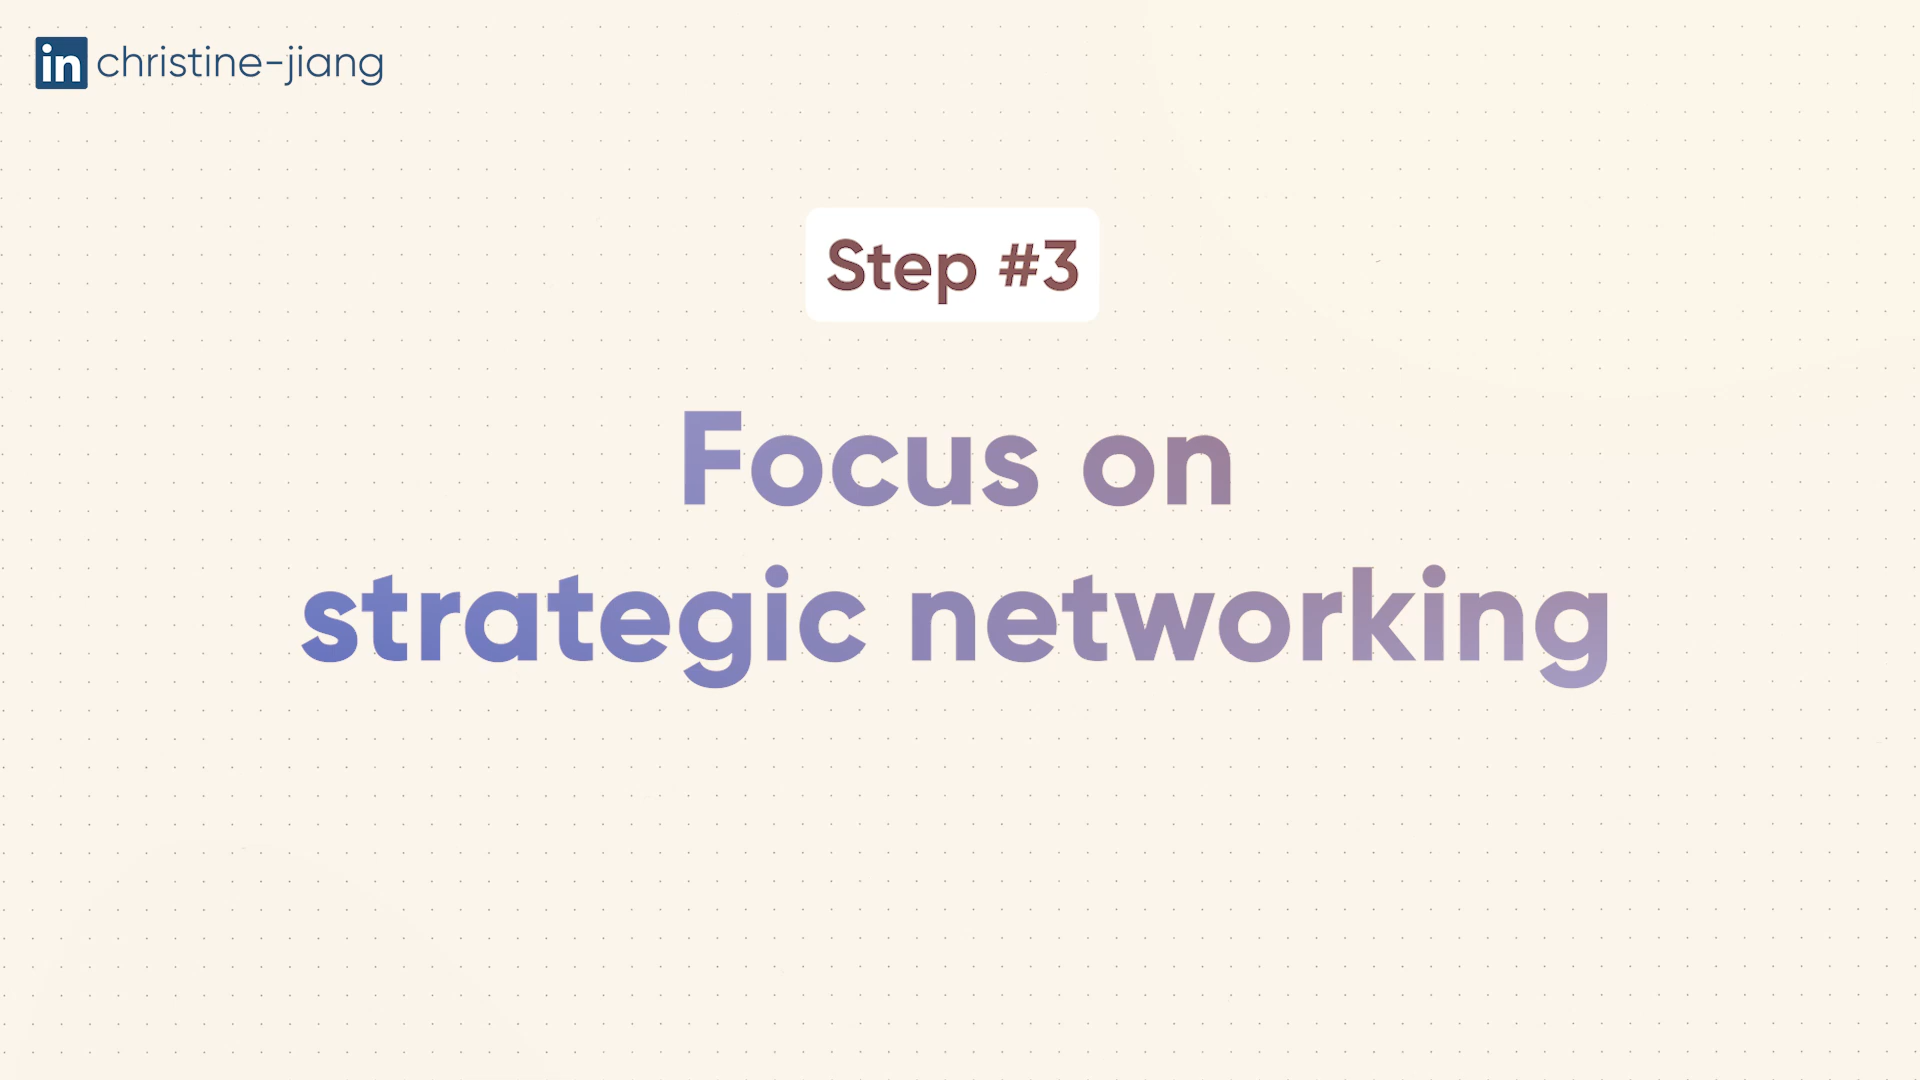 in christine-jiang
Step #3
Focus on
strategic networking